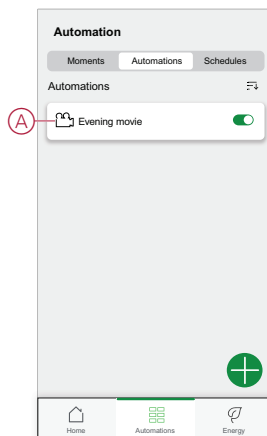 Automation
Moments Automations Schedules
Automations
A Evening movie
Home Automations Energy